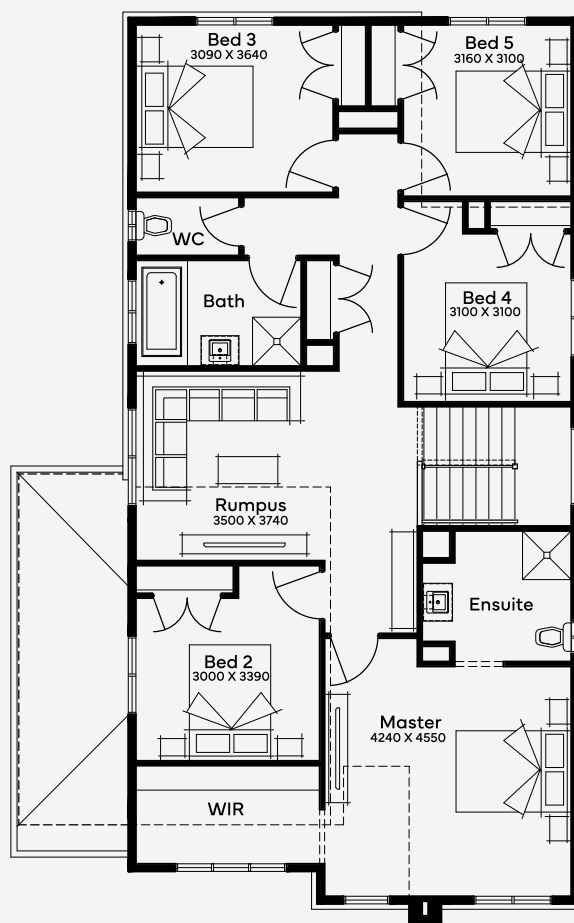 Bed 3
3090 X 3640
Bed 5
3160 X 3100
WC
Bath
Bed 4
3100 X 3100
Rumpus
3500 X 3740
Ensuite
Bed 2
3000 X 3390
Master
4240 X 4550
WIR